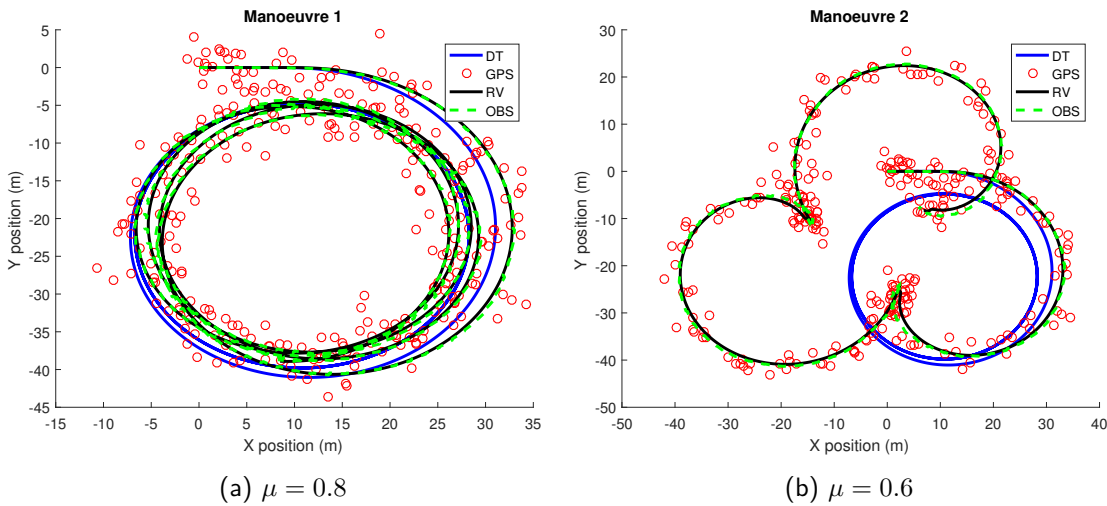 Manoeuvre 1
5
0
-5
-10
-15
-20
-25
-30
-35
-40
-45
Y position (m)
-15
-10
-5
0
5
10
15
20
25
30
35
X position (m)
DT
GPS
RV
OBS
(a) μ = 0.8
Manoeuvre 2
30
20
10
0
-10
-20
-30
-40
-50
Y position (m)
-50
-40
-30
-20
-10
0
10
20
30
40
X position (m)
DT
GPS
RV
OBS
(b) μ = 0.6